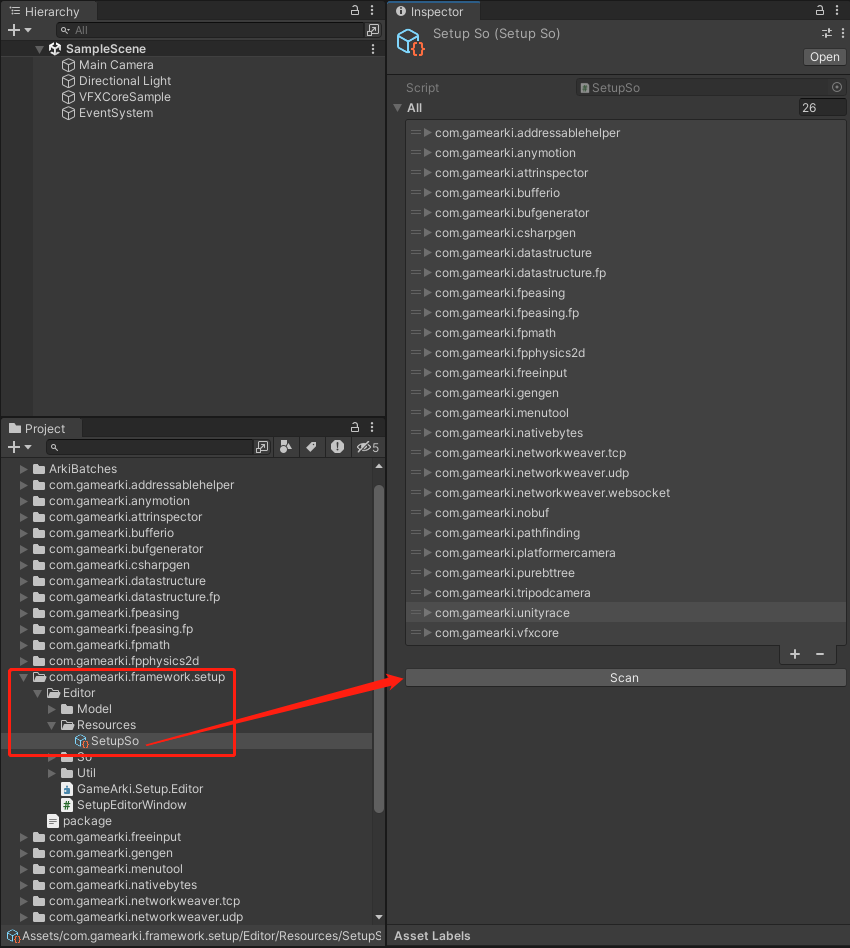 Hierarchy
All
SampleScene
Main Camera
Directional Light
VFXCoreSample
EventSystem
Project
5
ArkiBatches
com.gamearki.addressablehelper
com.gamearki.anymotion
com.gamearki.attrinspector
com.gamearki.bufferio
com.gamearki.bufgenerator
com.gamearki.csharpgen
com.gamearki.datastructure
com.gamearki.datastructure.fp
com.gamearki.fpeasing
com.gamearki.fpeasing.fp
com.gamearki.fpmath
com.gamearki.fpphysics2d
com.gamearki.framework.setup
Editor
Model
Resources
SetupSo
So
Util
GameArki.Setup.Editor
SetupEditorWindow
package
com.gamearki.freeinput
com.gamearki.gengen
com.gamearki.menutool
com.gamearki.nativebytes
com.gamearki.networkweaver.tcp
com.gamearki.networkweaver.udp
Assets/com.gamearki.framework.setup/Editor/Resources/SetupS
Inspector
Setup So (Setup So)
Open
Script SetupSo
All 26
com.gamearki.addressablehelper
com.gamearki.anymotion
com.gamearki.attrinspector
com.gamearki.bufferio
com.gamearki.bufgenerator
com.gamearki.csharpgen
com.gamearki.datastructure
com.gamearki.datastructure.fp
com.gamearki.fpeasing
com.gamearki.fpeasing.fp
com.gamearki.fpmath
com.gamearki.fpphysics2d
com.gamearki.freeinput
com.gamearki.gengen
com.gamearki.menutool
com.gamearki.nativebytes
com.gamearki.networkweaver.tcp
com.gamearki.networkweaver.udp
com.gamearki.networkweaver.websocket
com.gamearki.nobuf
com.gamearki.pathfinding
com.gamearki.platformercamera
com.gamearki.purebttree
com.gamearki.tripodcamera
com.gamearki.unityrace
com.gamearki.vfxcore
Scan
Asset Labels